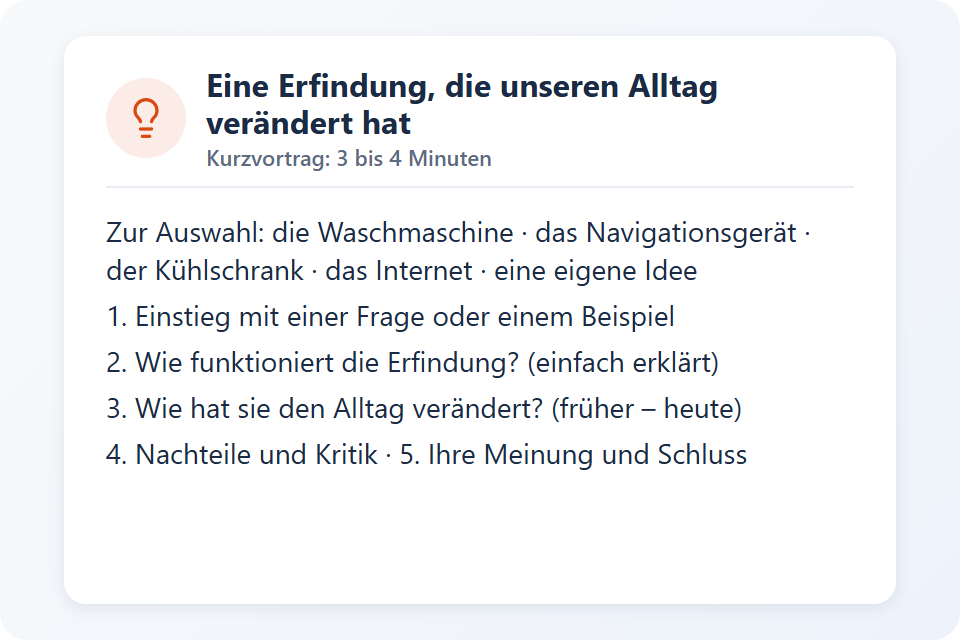 Eine Erfindung, die unseren Alltag
verändert hat
Kurzvortrag: 3 bis 4 Minuten
Zur Auswahl: die Waschmaschine · das Navigationsgerät ·
der Kühlschrank · das Internet · eine eigene Idee
1. Einstieg mit einer Frage oder einem Beispiel
2. Wie funktioniert die Erfindung? (einfach erklärt)
3. Wie hat sie den Alltag verändert? (früher – heute)
4. Nachteile und Kritik · 5. Ihre Meinung und Schluss